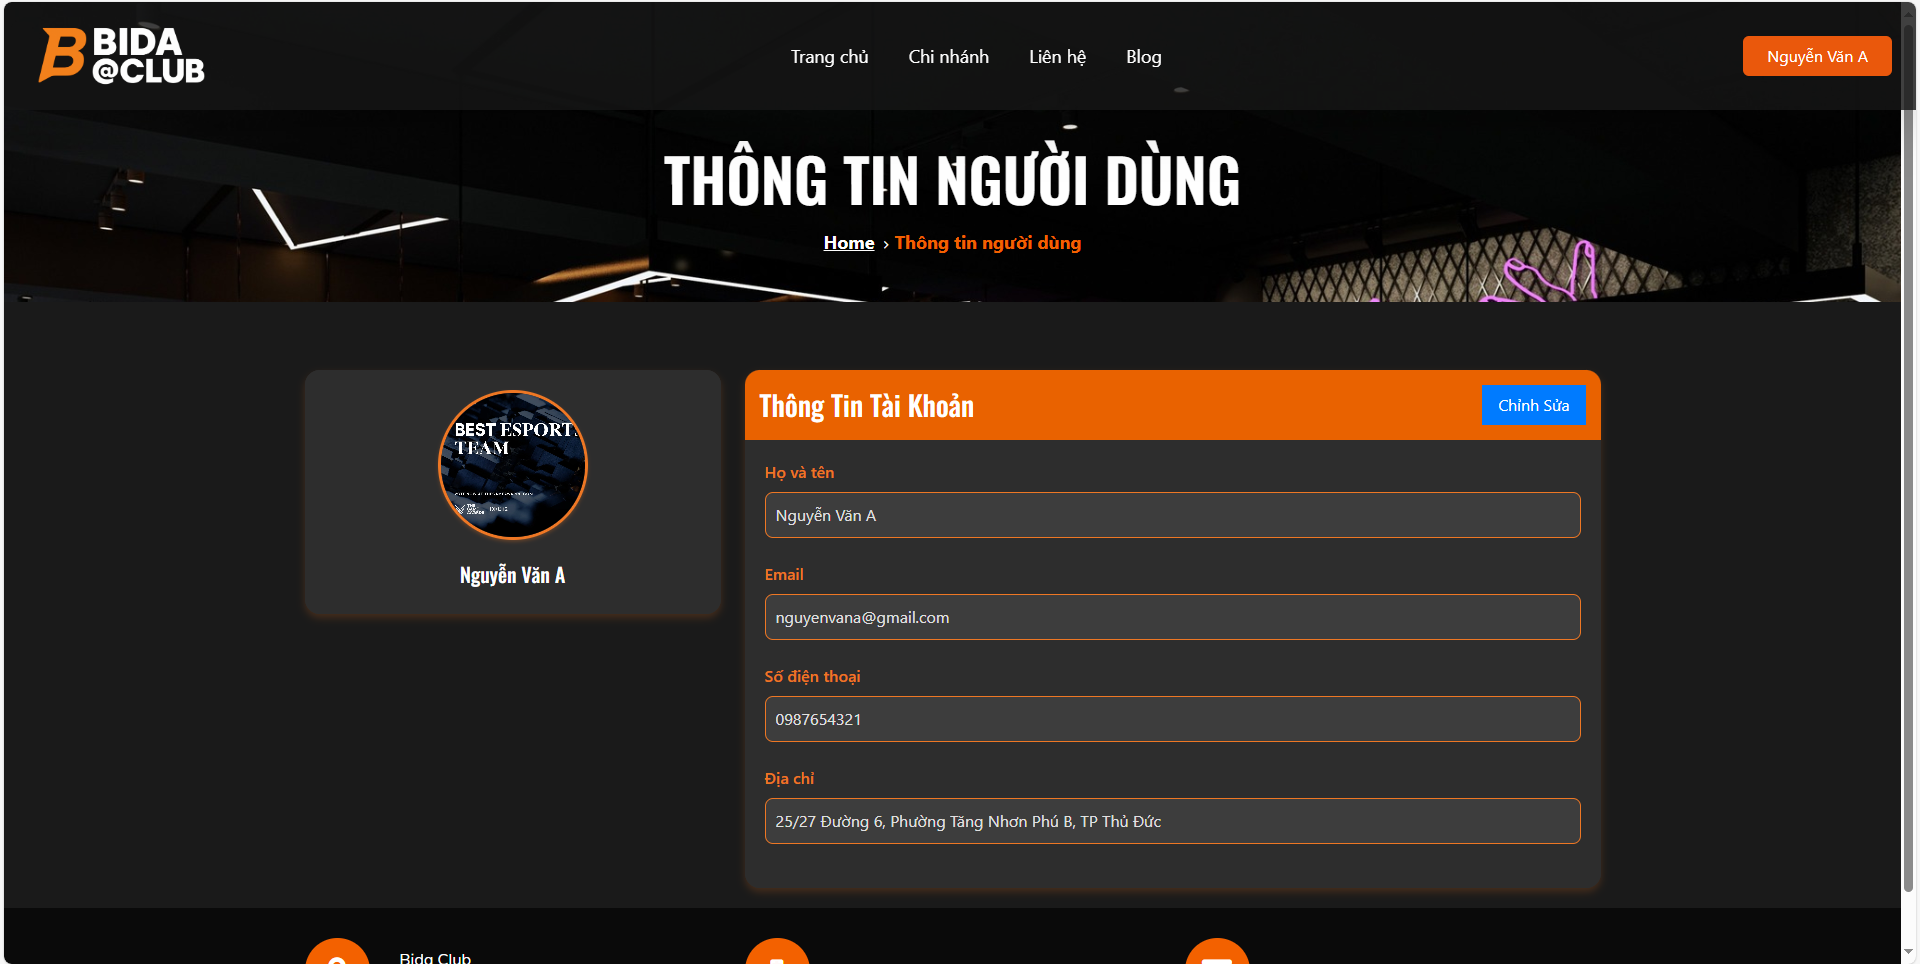 B BIDA
@CLUB
Trang chủ
Chi nhánh
Liên hệ
Blog
Nguyễn Văn A
THÔNG TIN NGƯỜI DÙNG
Home › Thông tin người dùng
BEST ESPORTS
TEAM
Nguyễn Văn A
Thông Tin Tài Khoản
Chỉnh Sửa
Họ và tên
Nguyễn Văn A
Email
nguyenvana@gmail.com
Số điện thoại
0987654321
Địa chỉ
25/27 Đường 6, Phường Tăng Nhơn Phú B, TP Thủ Đức
Bida Club